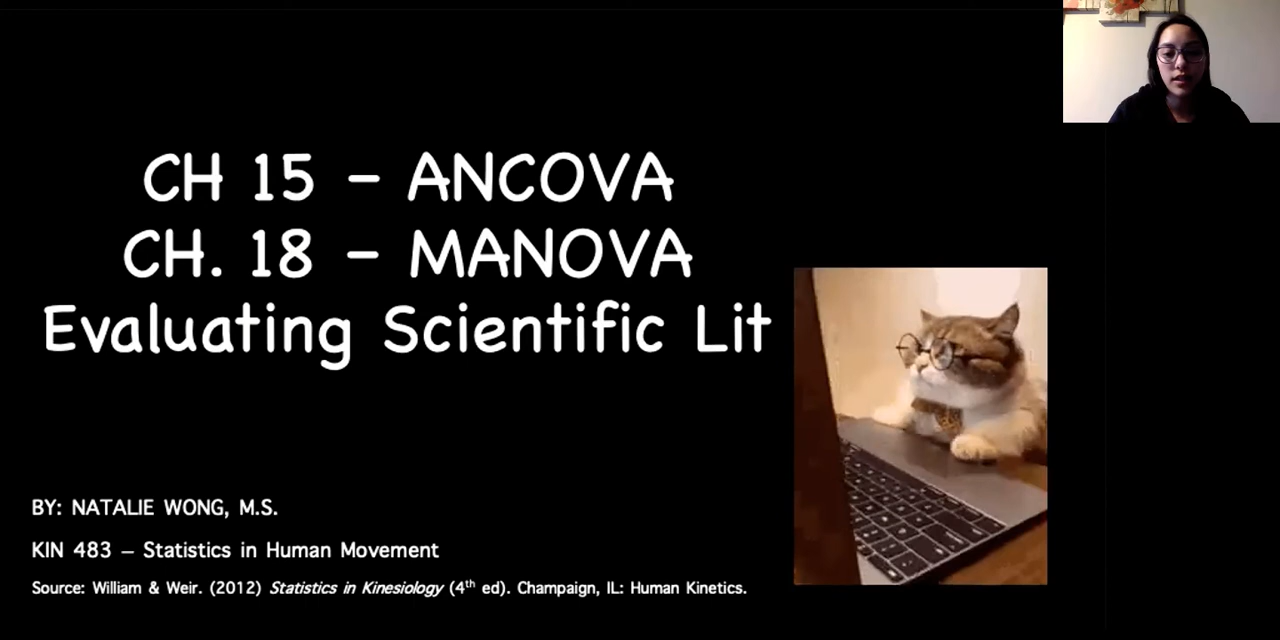 CH 15 – ANCOVA
CH. 18 – MANOVA
Evaluating Scientific Lit
BY: NATALIE WONG, M.S.
KIN 483 – Statistics in Human Movement
Source: William & Weir. (2012) Statistics in Kinesiology (4th ed). Champaign, IL: Human Kinetics.